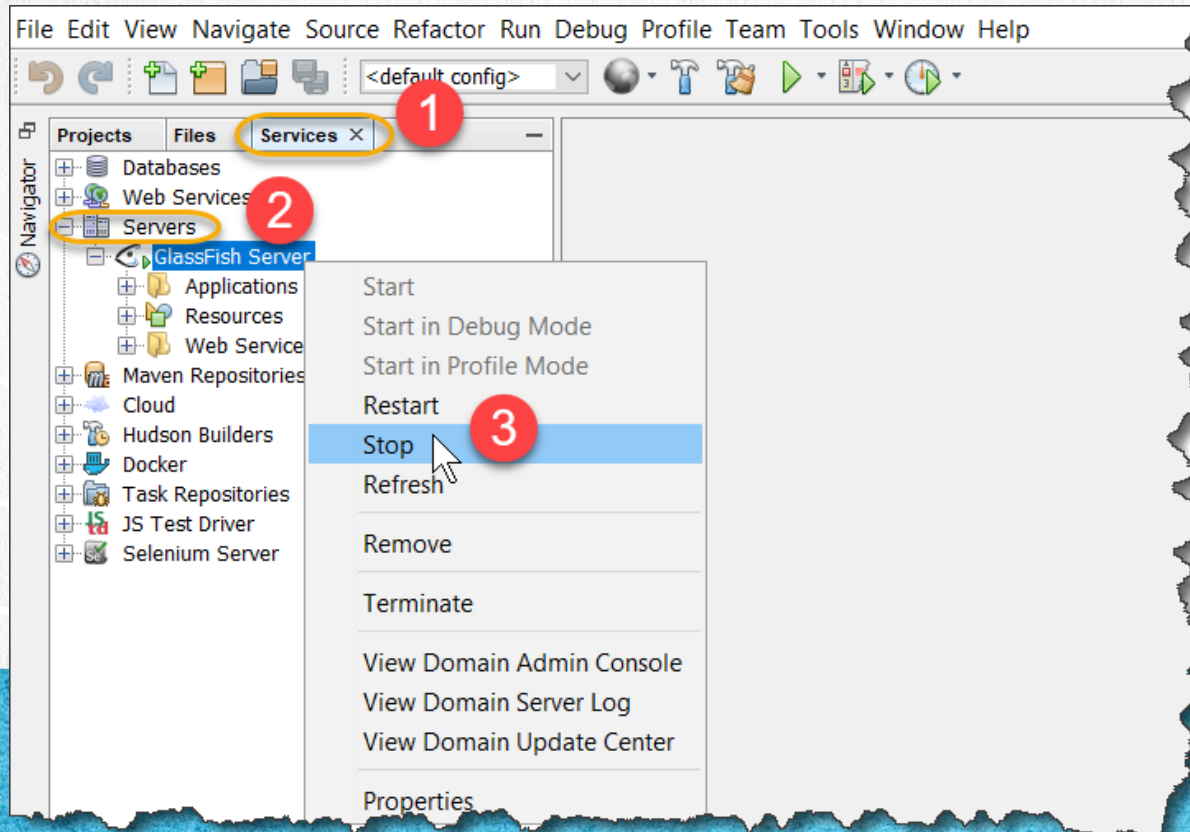 File Edit View Navigate Source Refactor Run Debug Profile Team Tools Window Help
<default config>
1
Projects Files Services
Navigator
Databases
Web Services
2
Servers
GlassFish Server
Applications
Resources
Web Service
Maven Repositories
Cloud
Hudson Builders
Docker
Task Repositories
JS Test Driver
Selenium Server
Start
Start in Debug Mode
Start in Profile Mode
Restart
Stop
3
Refresh
Remove
Terminate
View Domain Admin Console
View Domain Server Log
View Domain Update Center
Properties